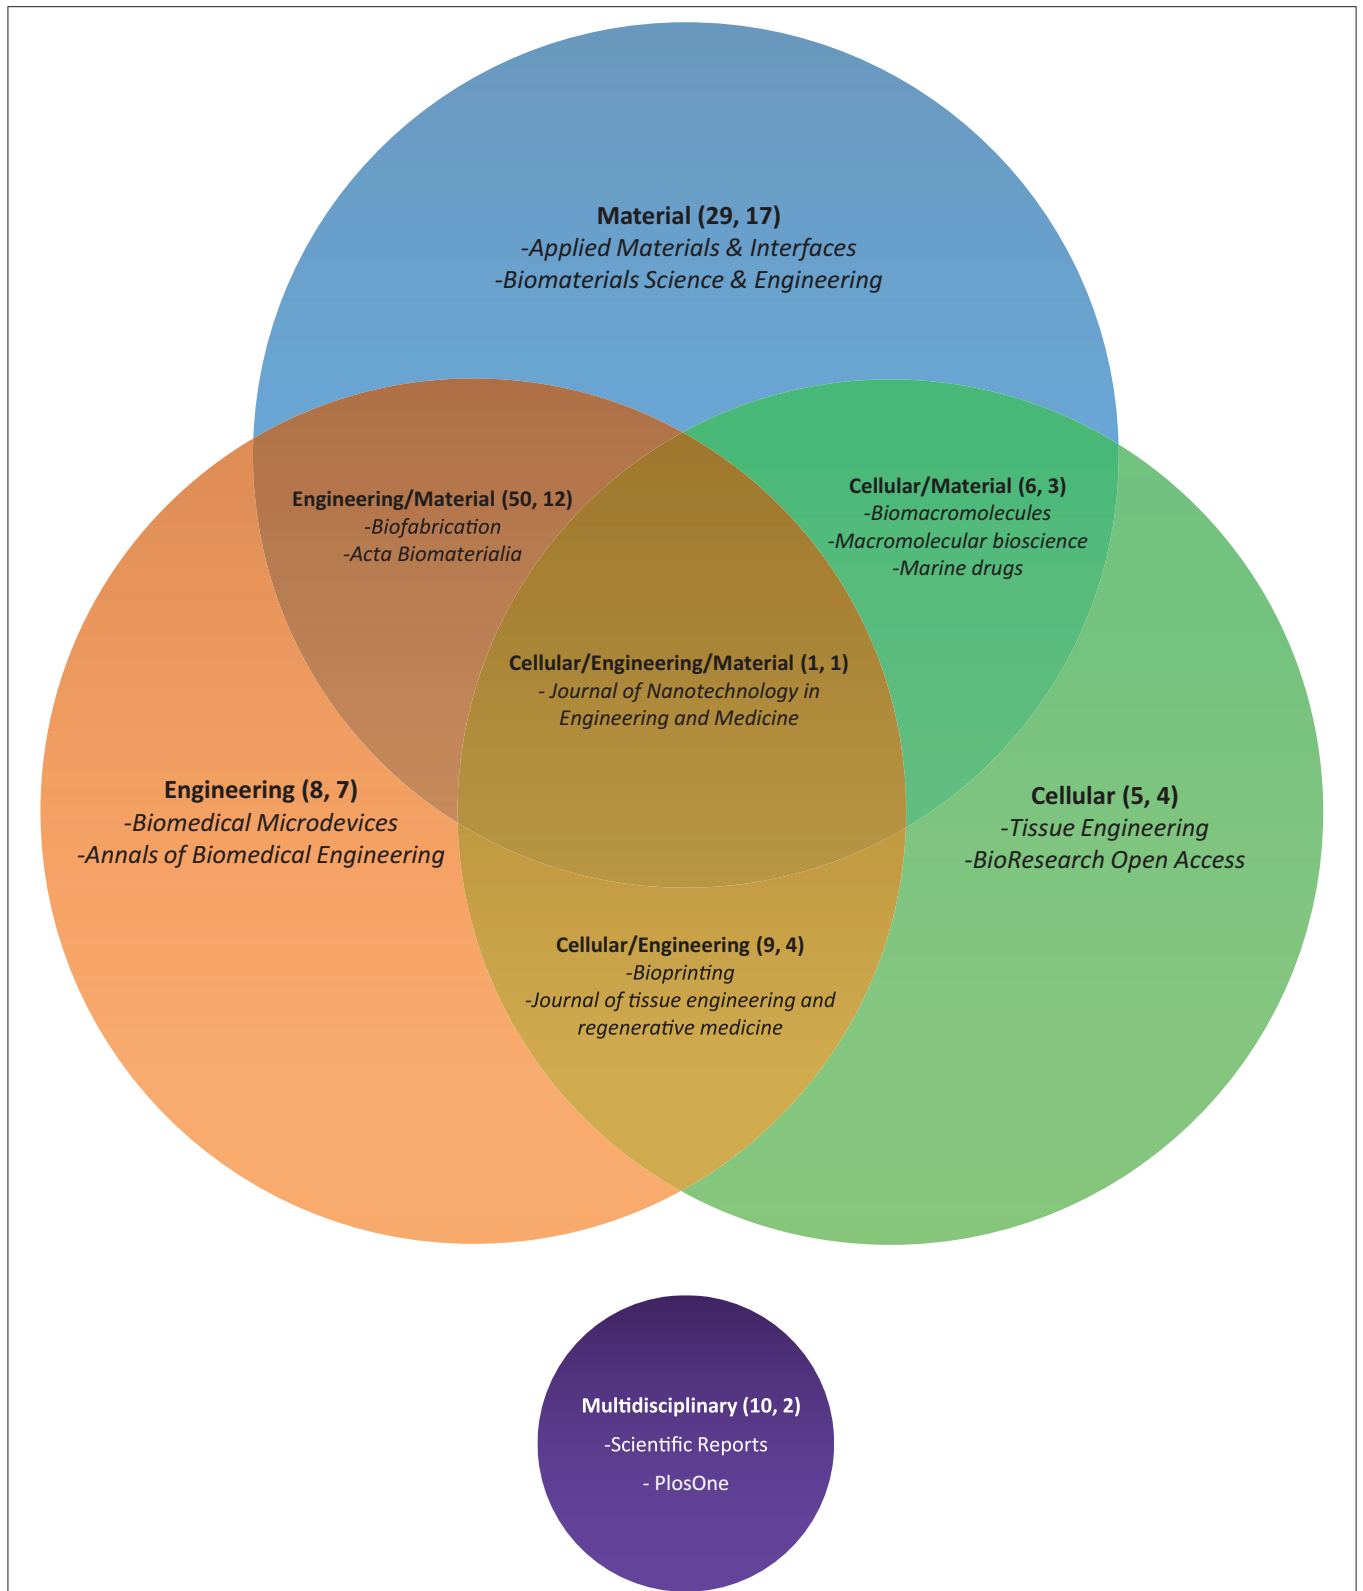 Material (29, 17)
-Applied Materials & Interfaces
-Biomaterials Science & Engineering
Engineering/Material (50, 12)
-Biofabrication
-Acta Biomaterialia
Cellular/Material (6, 3)
-Biomacromolecules
-Macromolecular bioscience
-Marine drugs
Cellular/Engineering/Material (1, 1)
- Journal of Nanotechnology in
Engineering and Medicine
Engineering (8, 7)
-Biomedical Microdevices
-Annals of Biomedical Engineering
Cellular (5, 4)
-Tissue Engineering
-BioResearch Open Access
Cellular/Engineering (9, 4)
-Bioprinting
-Journal of tissue engineering and
regenerative medicine
Multidisciplinary (10, 2)
-Scientific Reports
- PlosOne